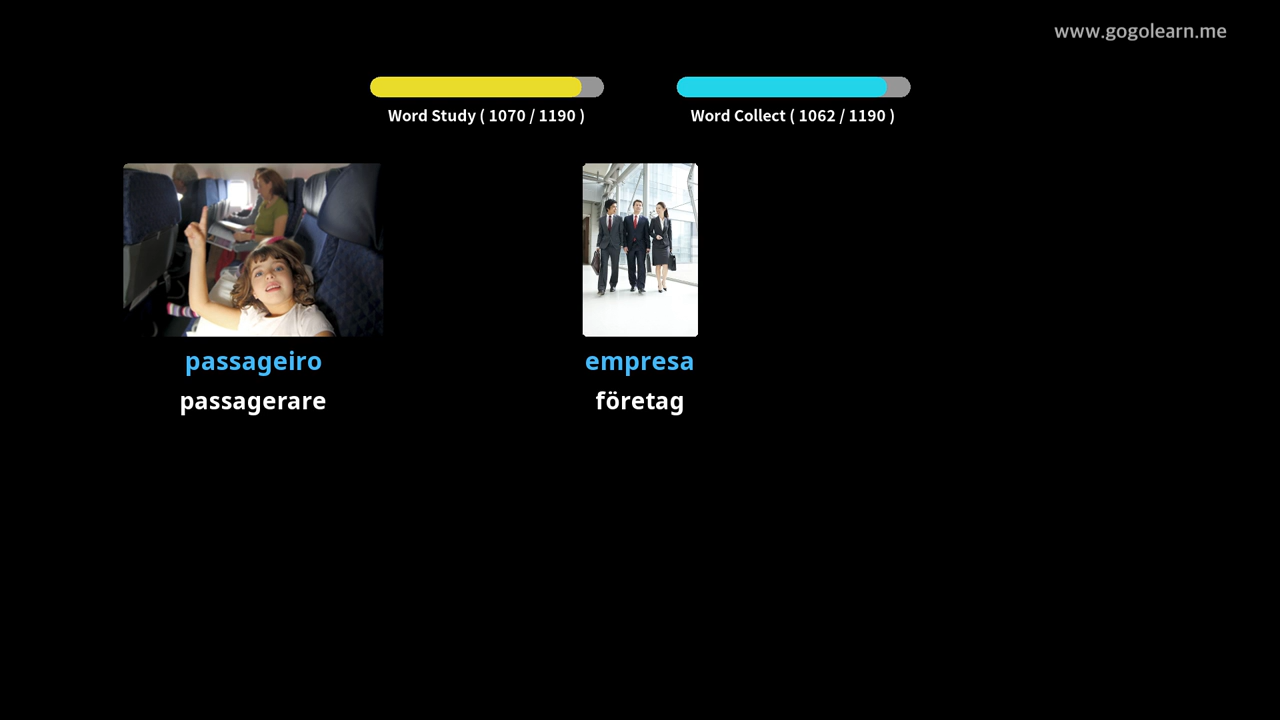 www.gogolearn.me
Word Study ( 1070 / 1190 )
Word Collect ( 1062 / 1190 )
passageiro
passagerare
empresa
företag